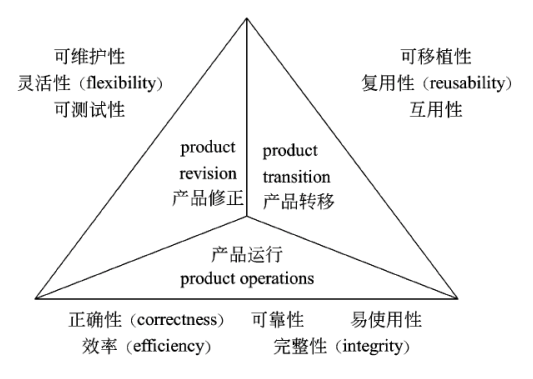 可维护性
灵活性（flexibility）
可测试性
可移植性
复用性（reusability）
互用性
product
revision
产品修正
product
transition
产品转移
产品运行
product operations
正确性（correctness） 可靠性 易使用性
效率（efficiency） 完整性（integrity）